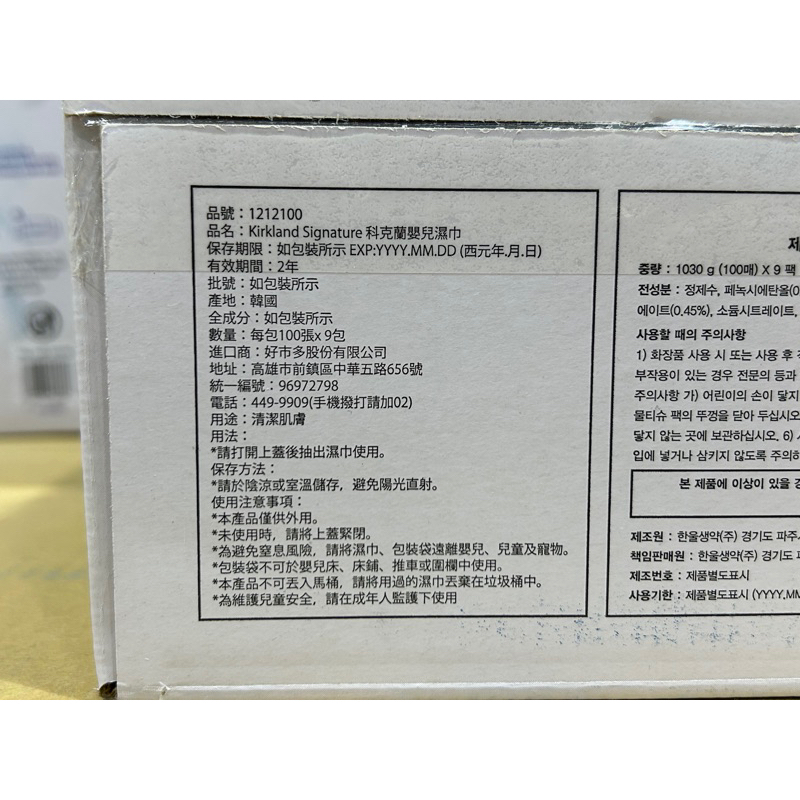 品號：1212100
品名：Kirkland Signature 科克蘭嬰兒濕巾
保存期限：如包裝所示 EXP:YYYY.MM.DD (西元年.月.日)
有效期間：2年
批號：如包裝所示
產地：韓國
全成分：如包裝所示
數量：每包100張x 9包
進口商：好市多股份有限公司
地址：高雄市前鎮區中華五路656號
統一編號：96972798
電話：449-9909(手機撥打請加02)
用途：清潔肌膚
用法：
*請打開上蓋後抽出濕巾使用。
保存方法：
*請於陰涼或室溫儲存，避免陽光直射。
使用注意事項：
*本產品僅供外用。
*未使用時，請將上蓋緊閉。
*為避免窒息風險，請將濕巾、包裝袋遠離嬰兒、兒童及寵物。
*包裝袋不可於嬰兒床、床鋪、推車或圍欄中使用。
*本產品不可丟入馬桶，請將用過的濕巾丟棄在垃圾桶中。
*為維護兒童安全，請在成年人監護下使用
제
중량 : 1030 g (100매) X 9 팩
전성분 : 정제수, 페녹시에탄올(0
에이트(0.45%), 소듐시트레이트,
사용할 때의 주의사항
1) 화장품 사용 시 또는 사용 후
부작용이 있는 경우 전문의 등과
주의사항 가) 어린이의 손이 닿지
물티슈 팩의 뚜껑을 닫아 두십시오
닿지 않는 곳에 보관하십시오. 6)
입에 넣거나 삼키지 않도록 주의하
본 제품에 이상이 있을 경
제조원 : 한울생약(주) 경기도 파주
책임판매원 : 한울생약(주) 경기도
제조번호 : 제품별도표시
사용기한 : 제품별도표시 (YYYY.MM